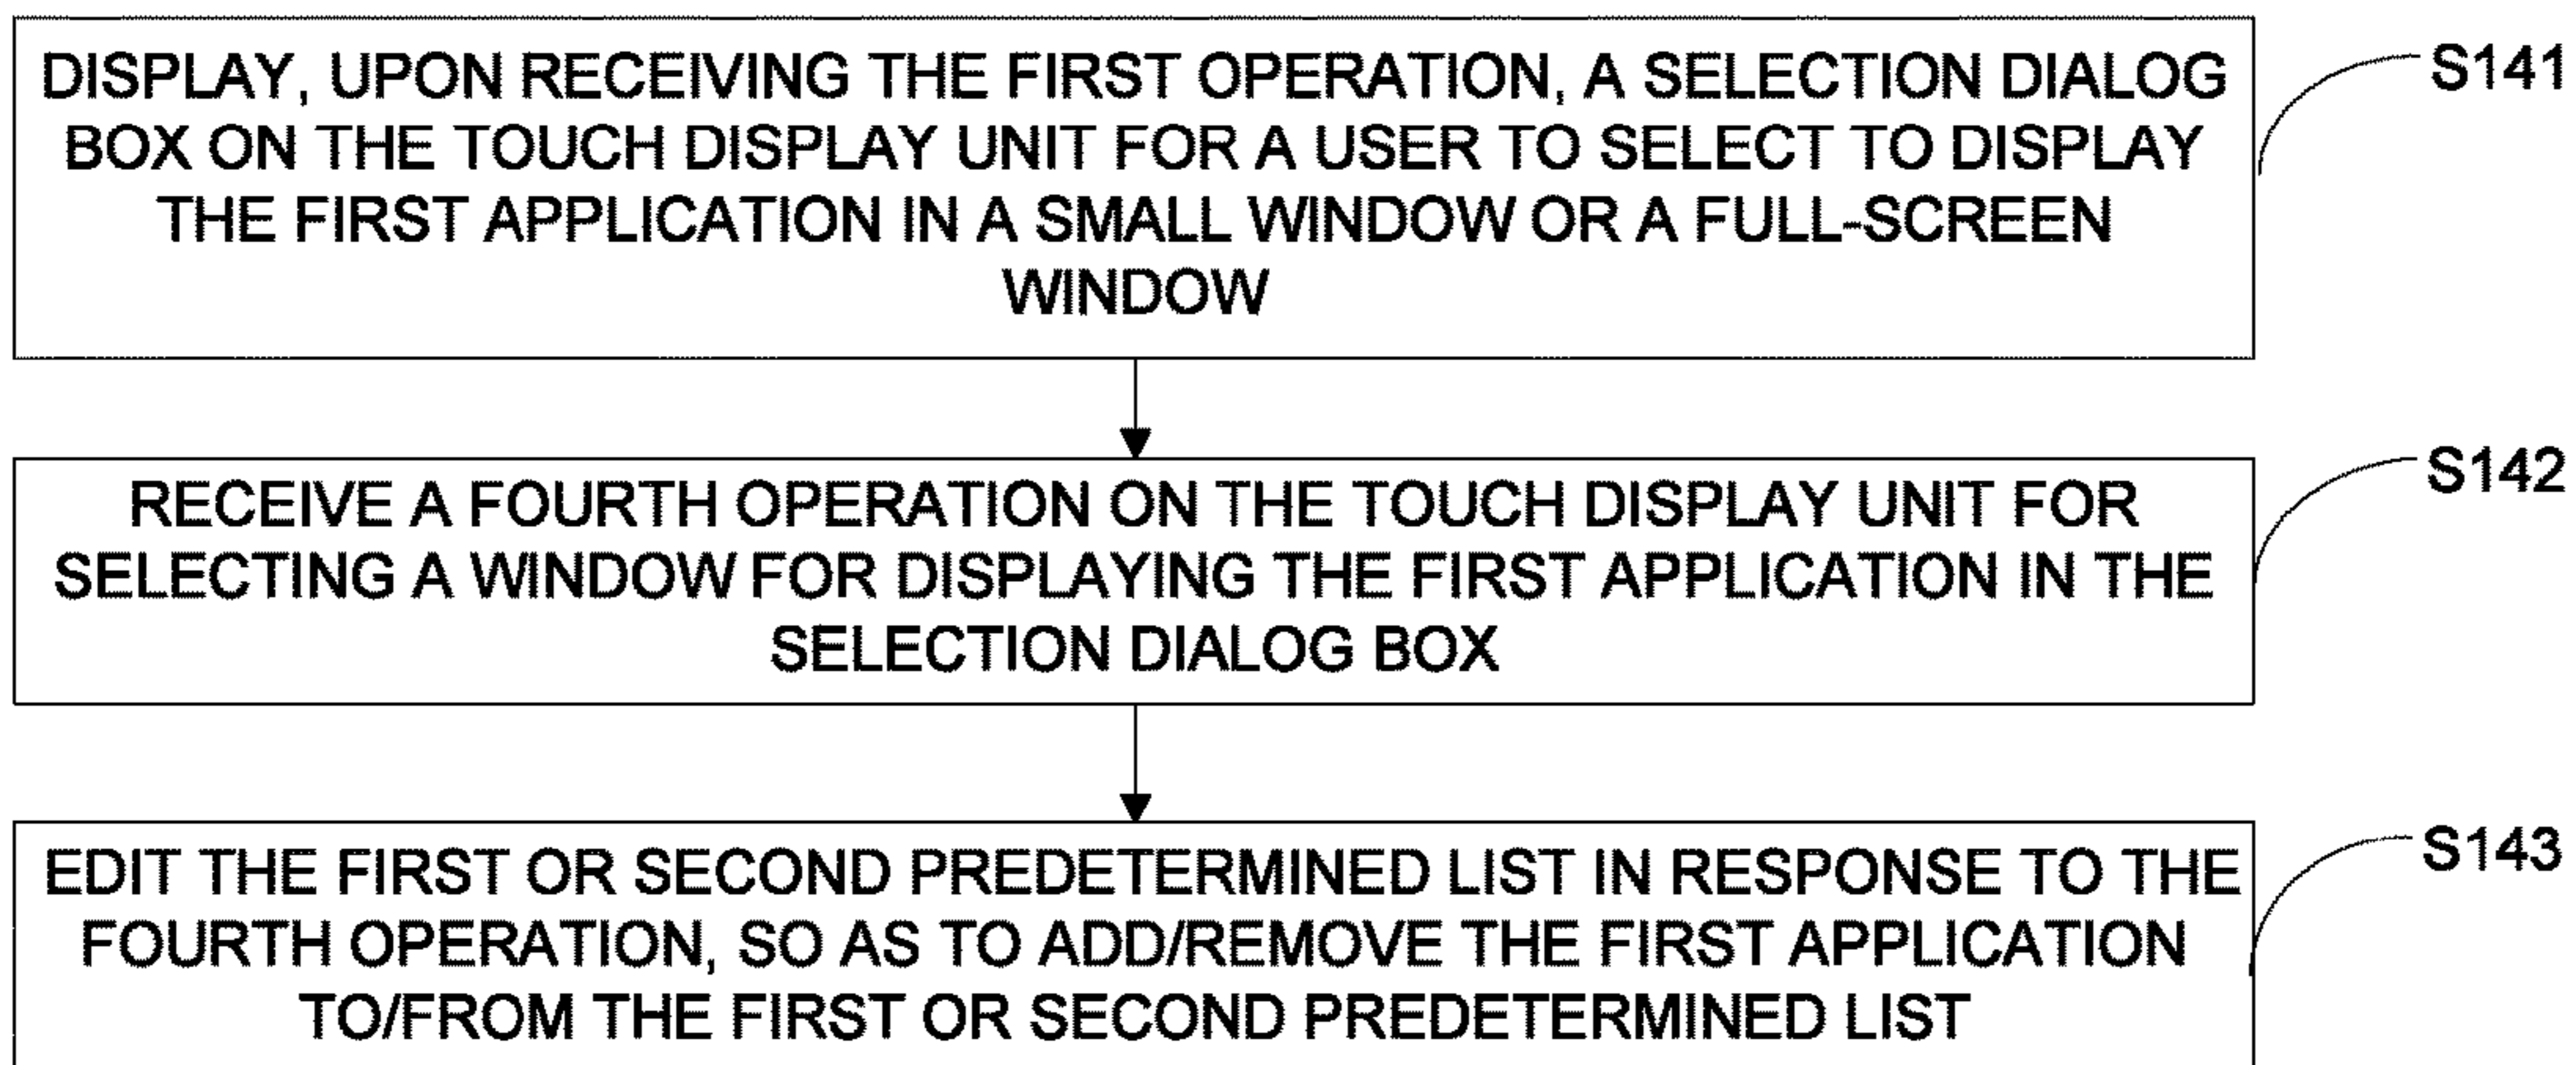 DISPLAY, UPON RECEIVING THE FIRST OPERATION, A SELECTION DIALOG
BOX ON THE TOUCH DISPLAY UNIT FOR A USER TO SELECT TO DISPLAY
THE FIRST APPLICATION IN A SMALL WINDOW OR A FULL-SCREEN
WINDOW
S141
RECEIVE A FOURTH OPERATION ON THE TOUCH DISPLAY UNIT FOR
SELECTING A WINDOW FOR DISPLAYING THE FIRST APPLICATION IN THE
SELECTION DIALOG BOX
S142
EDIT THE FIRST OR SECOND PREDETERMINED LIST IN RESPONSE TO THE
FOURTH OPERATION, SO AS TO ADD/REMOVE THE FIRST APPLICATION
TO/FROM THE FIRST OR SECOND PREDETERMINED LIST
S143